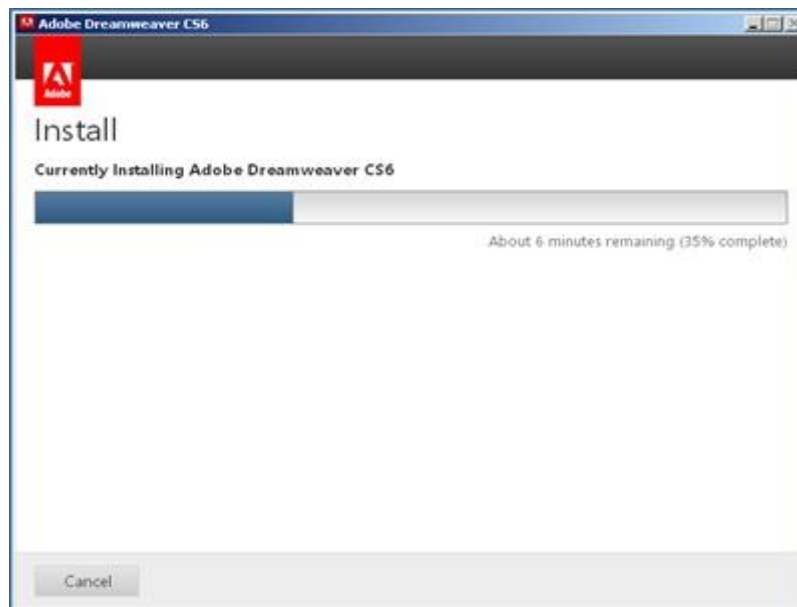 Adobe Dreamweaver CS6
Adobe
Install
Currently Installing Adobe Dreamweaver CS6
About 6 minutes remaining (35% complete)
Cancel